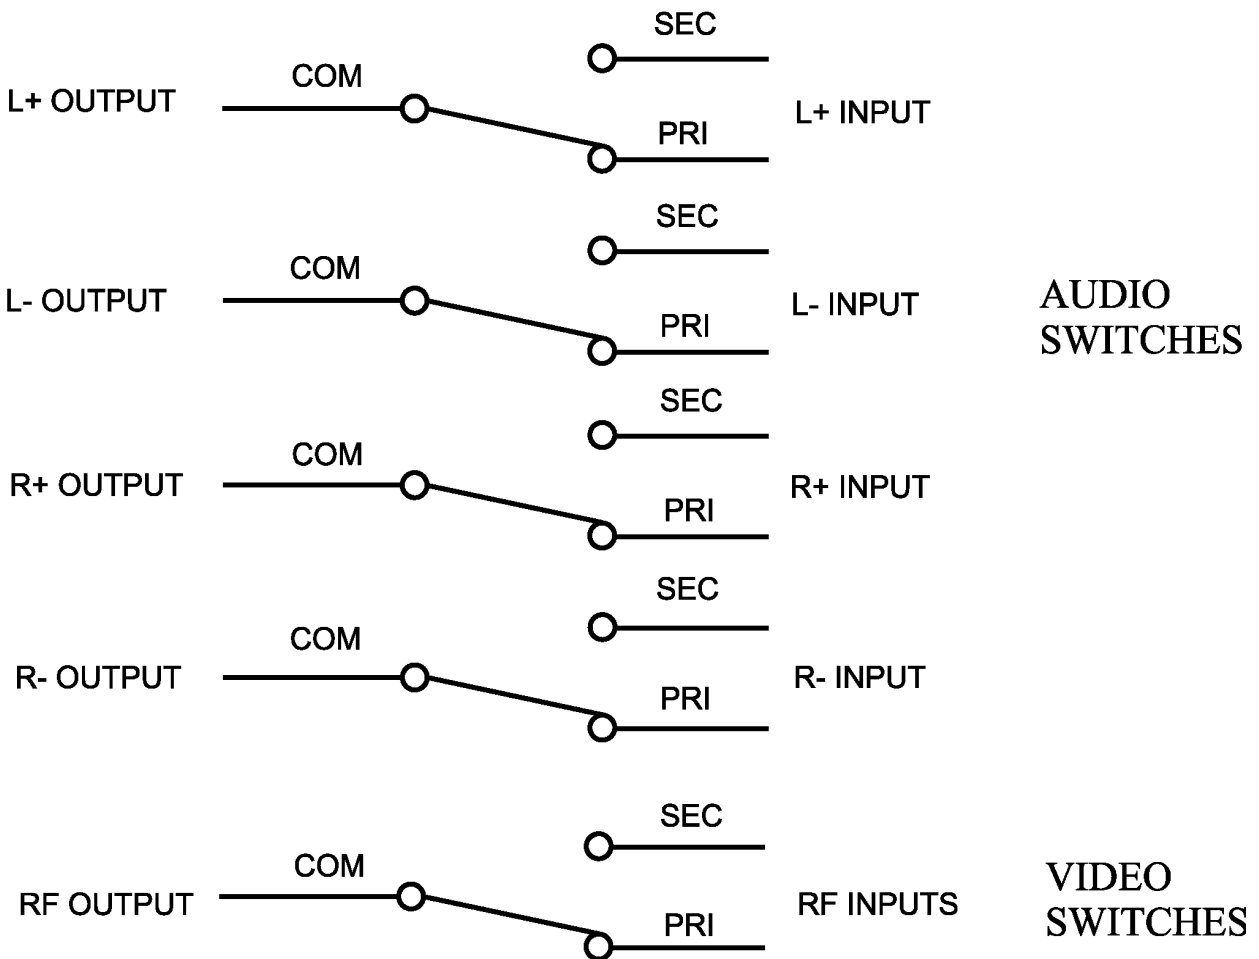 SEC
COM
L+ OUTPUT
L+ INPUT
PRI
SEC
COM
L- OUTPUT
L- INPUT
PRI
AUDIO
SWITCHES
SEC
COM
R+ OUTPUT
R+ INPUT
PRI
SEC
COM
R- OUTPUT
R- INPUT
PRI
SEC
COM
RF OUTPUT
RF INPUTS
PRI
VIDEO
SWITCHES